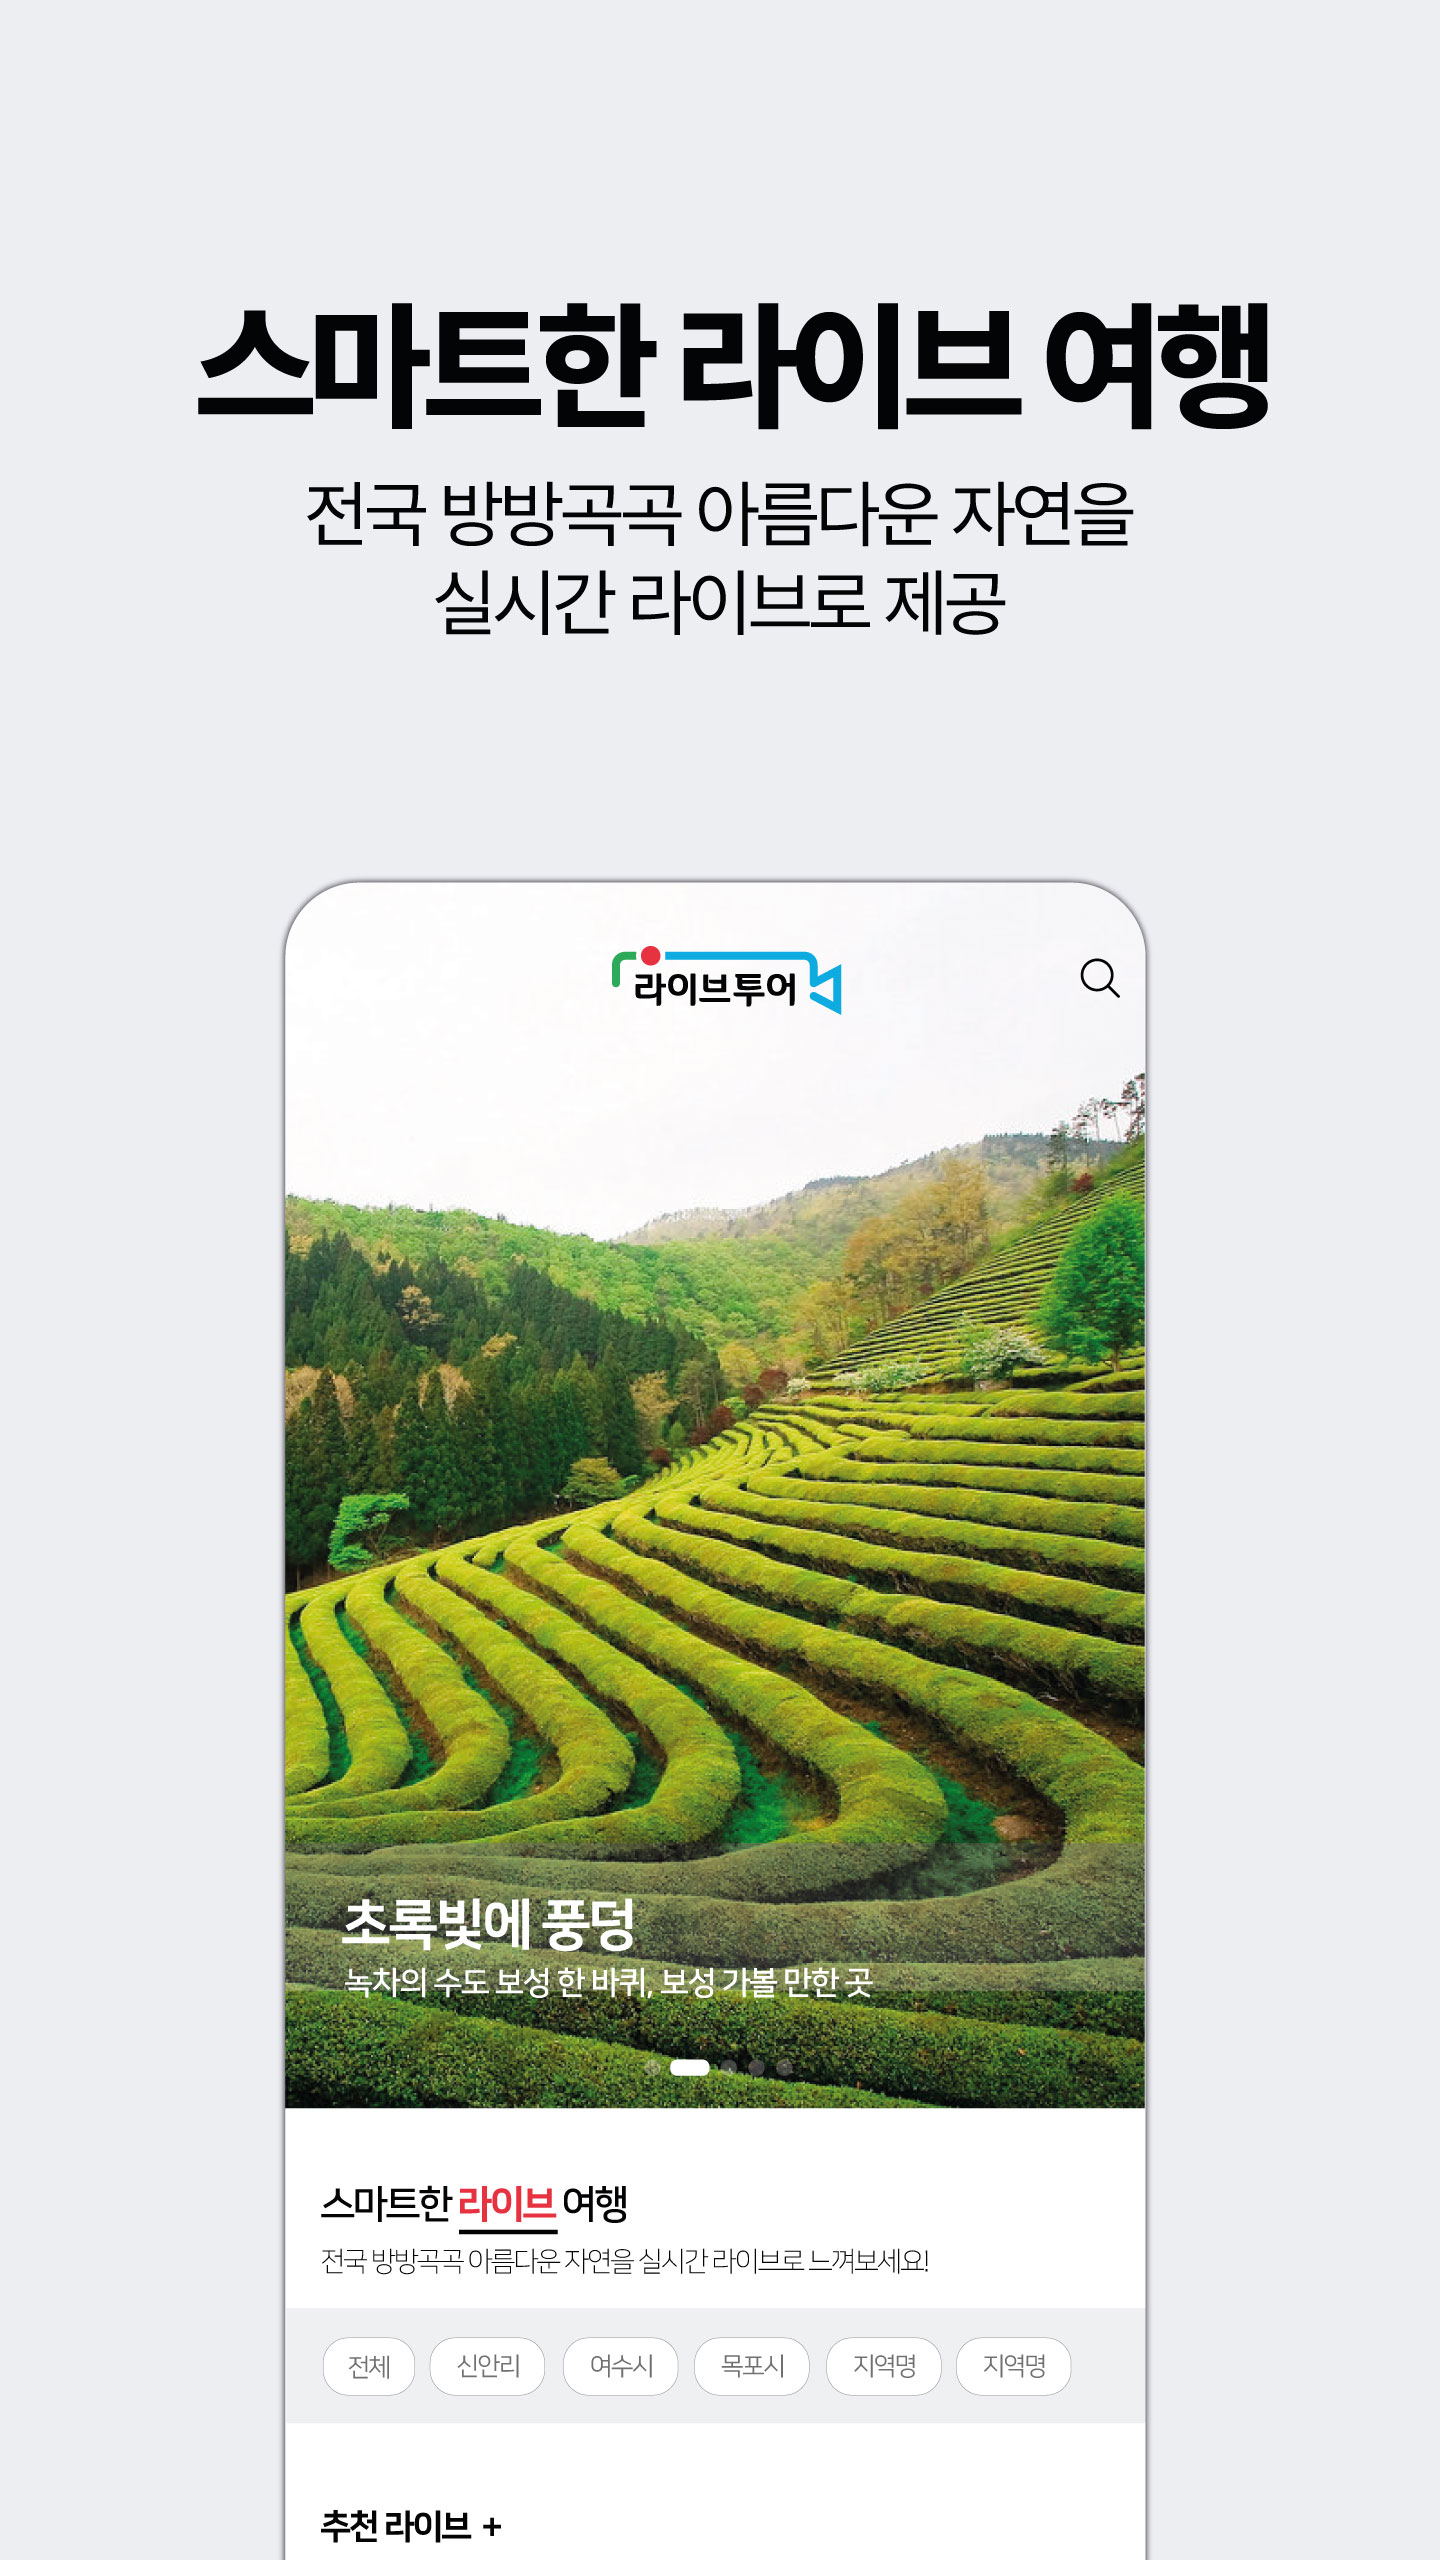 스마트한 라이브 여행
전국 방방곡곡 아름다운 자연을
실시간 라이브로 제공
라이브투어
초록빛에 풍덩
녹차의 수도 보성 한 바퀴, 보성 가볼 만한 곳
스마트한 라이브 여행
전국 방방곡곡 아름다운 자연을 실시간 라이브로 느껴보세요!
전체 신안리 여수시 목포시 지역명 지역명
추천 라이브 +